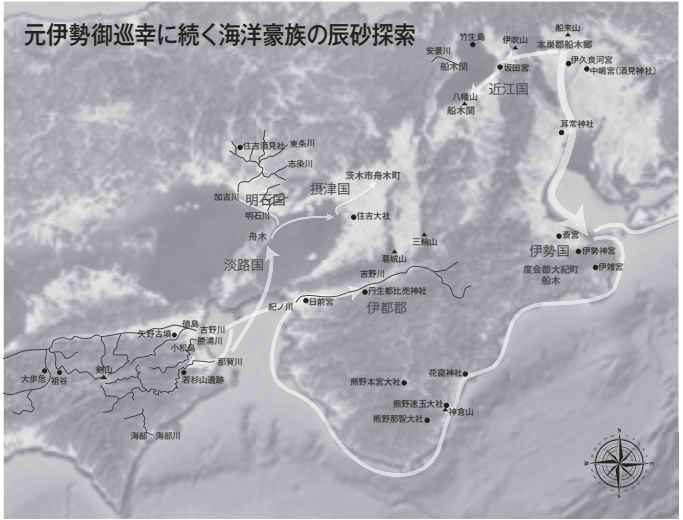 元伊勢御巡幸に続く海洋豪族の辰砂探索
船来山
竹生島
伊吹山
本巣郡船木郷
安曇川
船木関
坂田宮
伊久良河宮
中嶋宮(酒見神社)
近江国
八幡山
船木関
耳常神社
住吉酒見社
東条川
志染川
加古川
明石国
明石川
舟木
摂津国
茨木市舟木町
住吉大社
三輪山
葛城山
淡路国
吉野川
斎宮
伊勢国
伊勢神宮
伊雑宮
度会郡大紀町
船木
丹生都比売神社
日前宮
紀ノ川
伊都郡
徳島
吉野川
矢野古墳
勝浦川
小松島
那賀川
大歩危
祖谷
剣山
若杉山遺跡
花窟神社
熊野本宮大社
熊野速玉大社
神倉山
熊野那智大社
海部
海部川
N
E
S